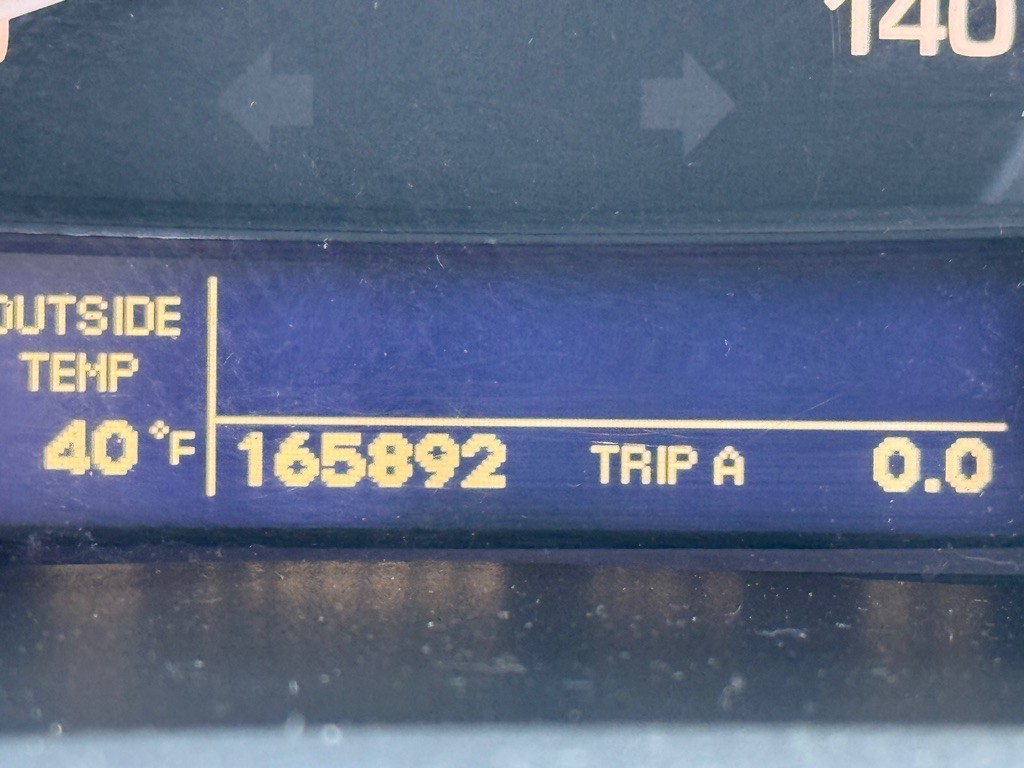 140
OUTSIDE
TEMP
40 °F 165892 TRIP A 0.0